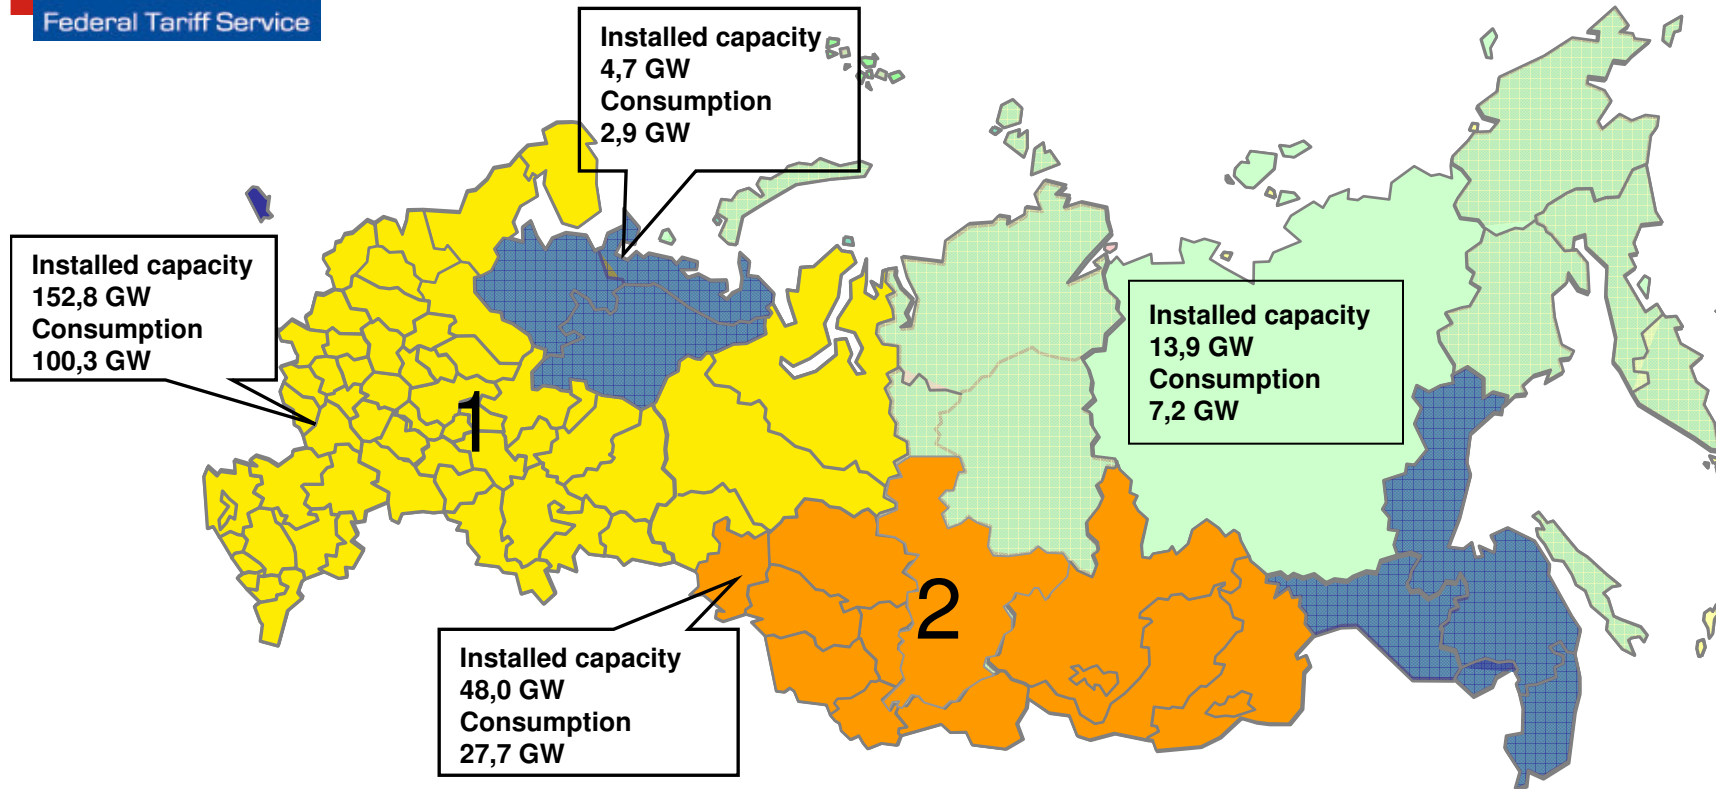 Federal Tariff Service
Installed capacity
4,7 GW
Consumption
2,9 GW
Installed capacity
152,8 GW
Consumption
100,3 GW
Installed capacity
13,9 GW
Consumption
7,2 GW
1
2
Installed capacity
48,0 GW
Consumption
27,7 GW